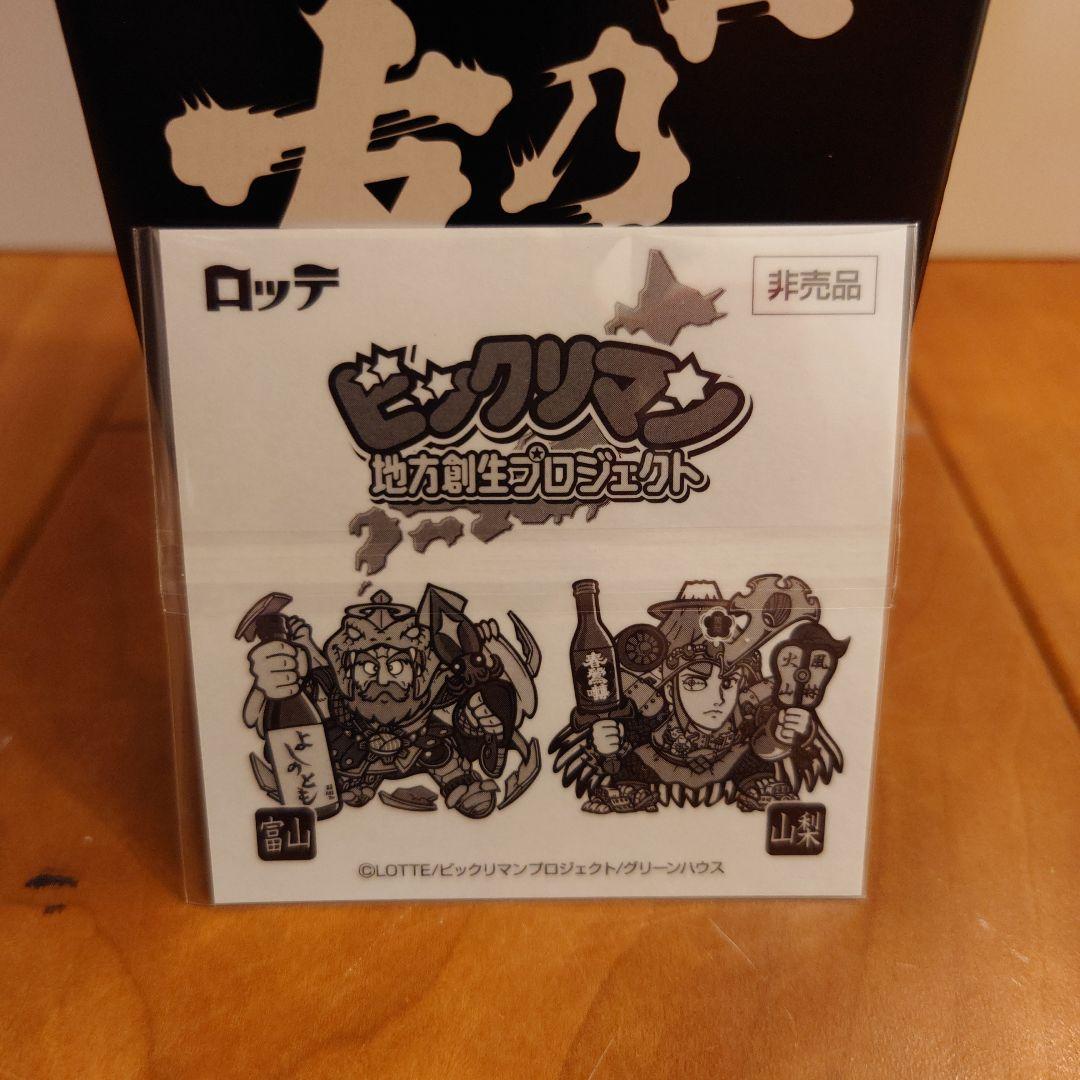 ロッテ
非売品
ビックリマン
地方創生プロジェクト
春鶯囀
風林
火山
よしのとも
富山
山梨
©LOTTE/ビックリマンプロジェクト/グリーンハウス